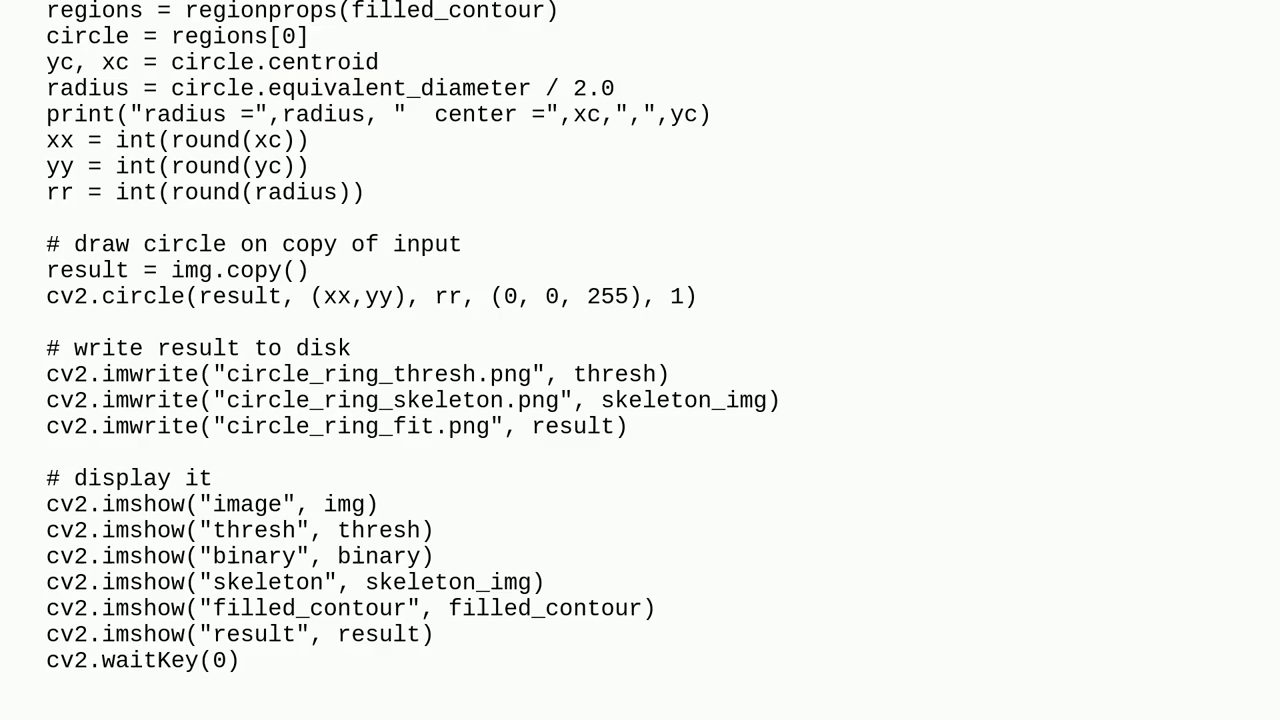 regions = regionprops(filled_contour)
circle = regions[0]
yc, xc = circle.centroid
radius = circle.equivalent_diameter / 2.0
print("radius =",radius, "  center =",xc,",",yc)
xx = int(round(xc))
yy = int(round(yc))
rr = int(round(radius))

# draw circle on copy of input
result = img.copy()
cv2.circle(result, (xx,yy), rr, (0, 0, 255), 1)

# write result to disk
cv2.imwrite("circle_ring_thresh.png", thresh)
cv2.imwrite("circle_ring_skeleton.png", skeleton_img)
cv2.imwrite("circle_ring_fit.png", result)

# display it
cv2.imshow("image", img)
cv2.imshow("thresh", thresh)
cv2.imshow("binary", binary)
cv2.imshow("skeleton", skeleton_img)
cv2.imshow("filled_contour", filled_contour)
cv2.imshow("result", result)
cv2.waitKey(0)